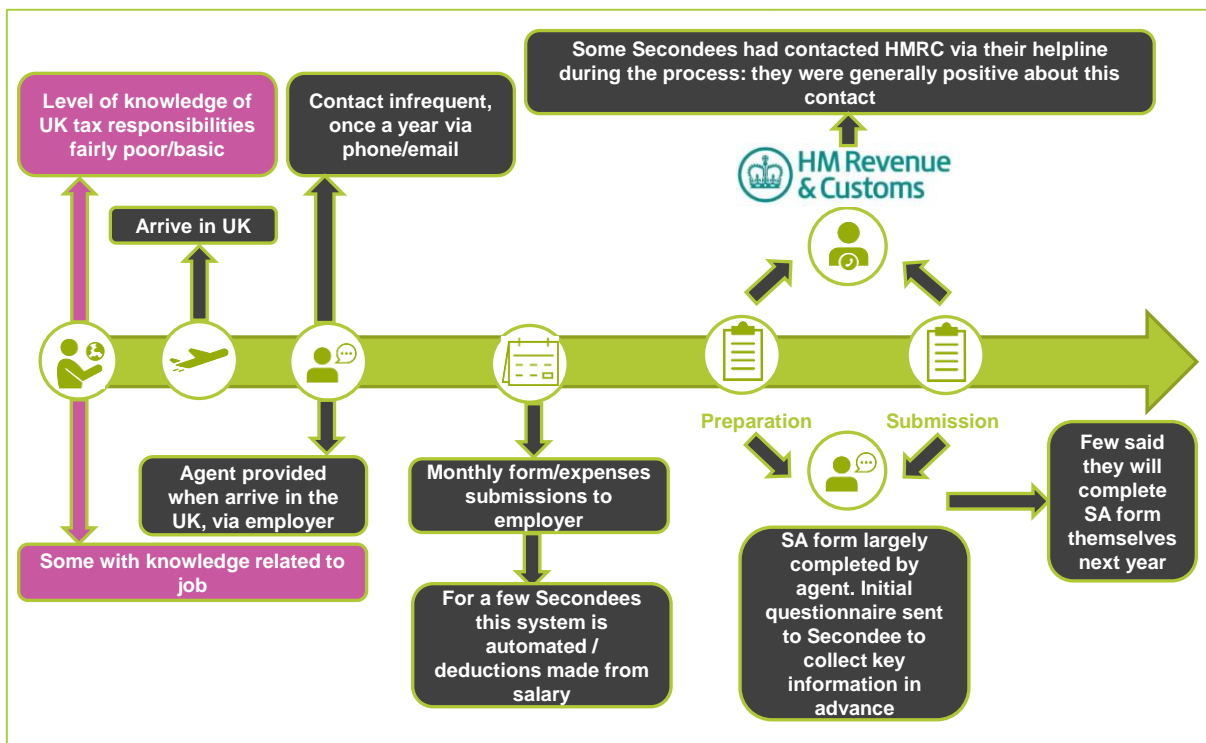 Some Secondees had contacted HMRC via their helpline
during the process: they were generally positive about this
contact
Level of knowledge of
UK tax responsibilities
fairly poor/basic
Contact infrequent,
once a year via
phone/email
HM Revenue
& Customs
Arrive in UK
Preparation
Submission
Agent provided
when arrive in the
UK, via employer
Monthly form/expenses
submissions to
employer
Few said
they will
complete
SA form
themselves
next year
Some with knowledge related to
job
SA form largely
completed by
agent. Initial
questionnaire sent
to Secondee to
collect key
information in
advance
For a few Secondees
this system is
automated /
deductions made from
salary